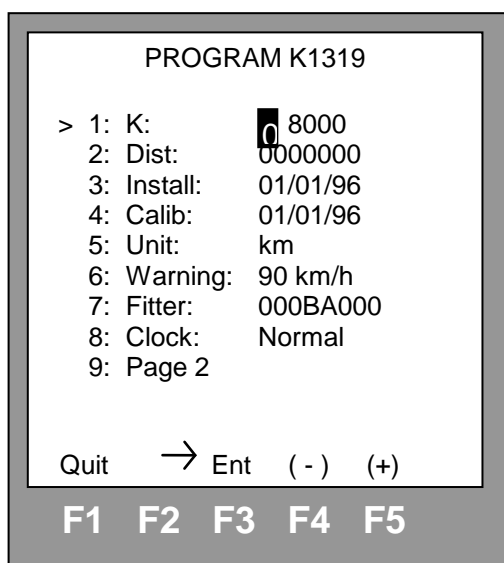 PROGRAM K1319
> 1: K: 0 8000
2: Dist: 0000000
3: Install: 01/01/96
4: Calib: 01/01/96
5: Unit: km
6: Warning: 90 km/h
7: Fitter: 000BA000
8: Clock: Normal
9: Page 2
Quit → Ent ( - ) (+)
F1 F2 F3 F4 F5